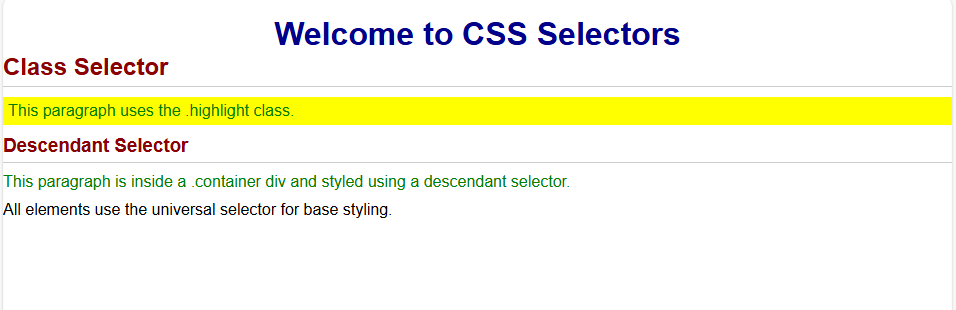 Welcome to CSS Selectors
Class Selector
This paragraph uses the .highlight class.
Descendant Selector
This paragraph is inside a .container div and styled using a descendant selector.
All elements use the universal selector for base styling.